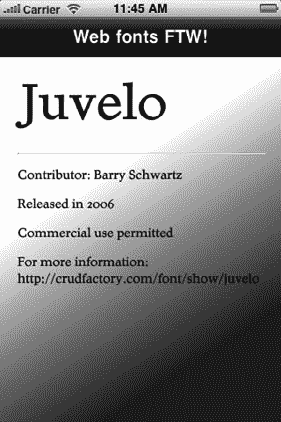 Carrier 11:45 AM
Web fonts FTW!
Juvelo
Contributor: Barry Schwartz
Released in 2006
Commercial use permitted
For more information:
http://crudfactory.com/font/show/juvelo